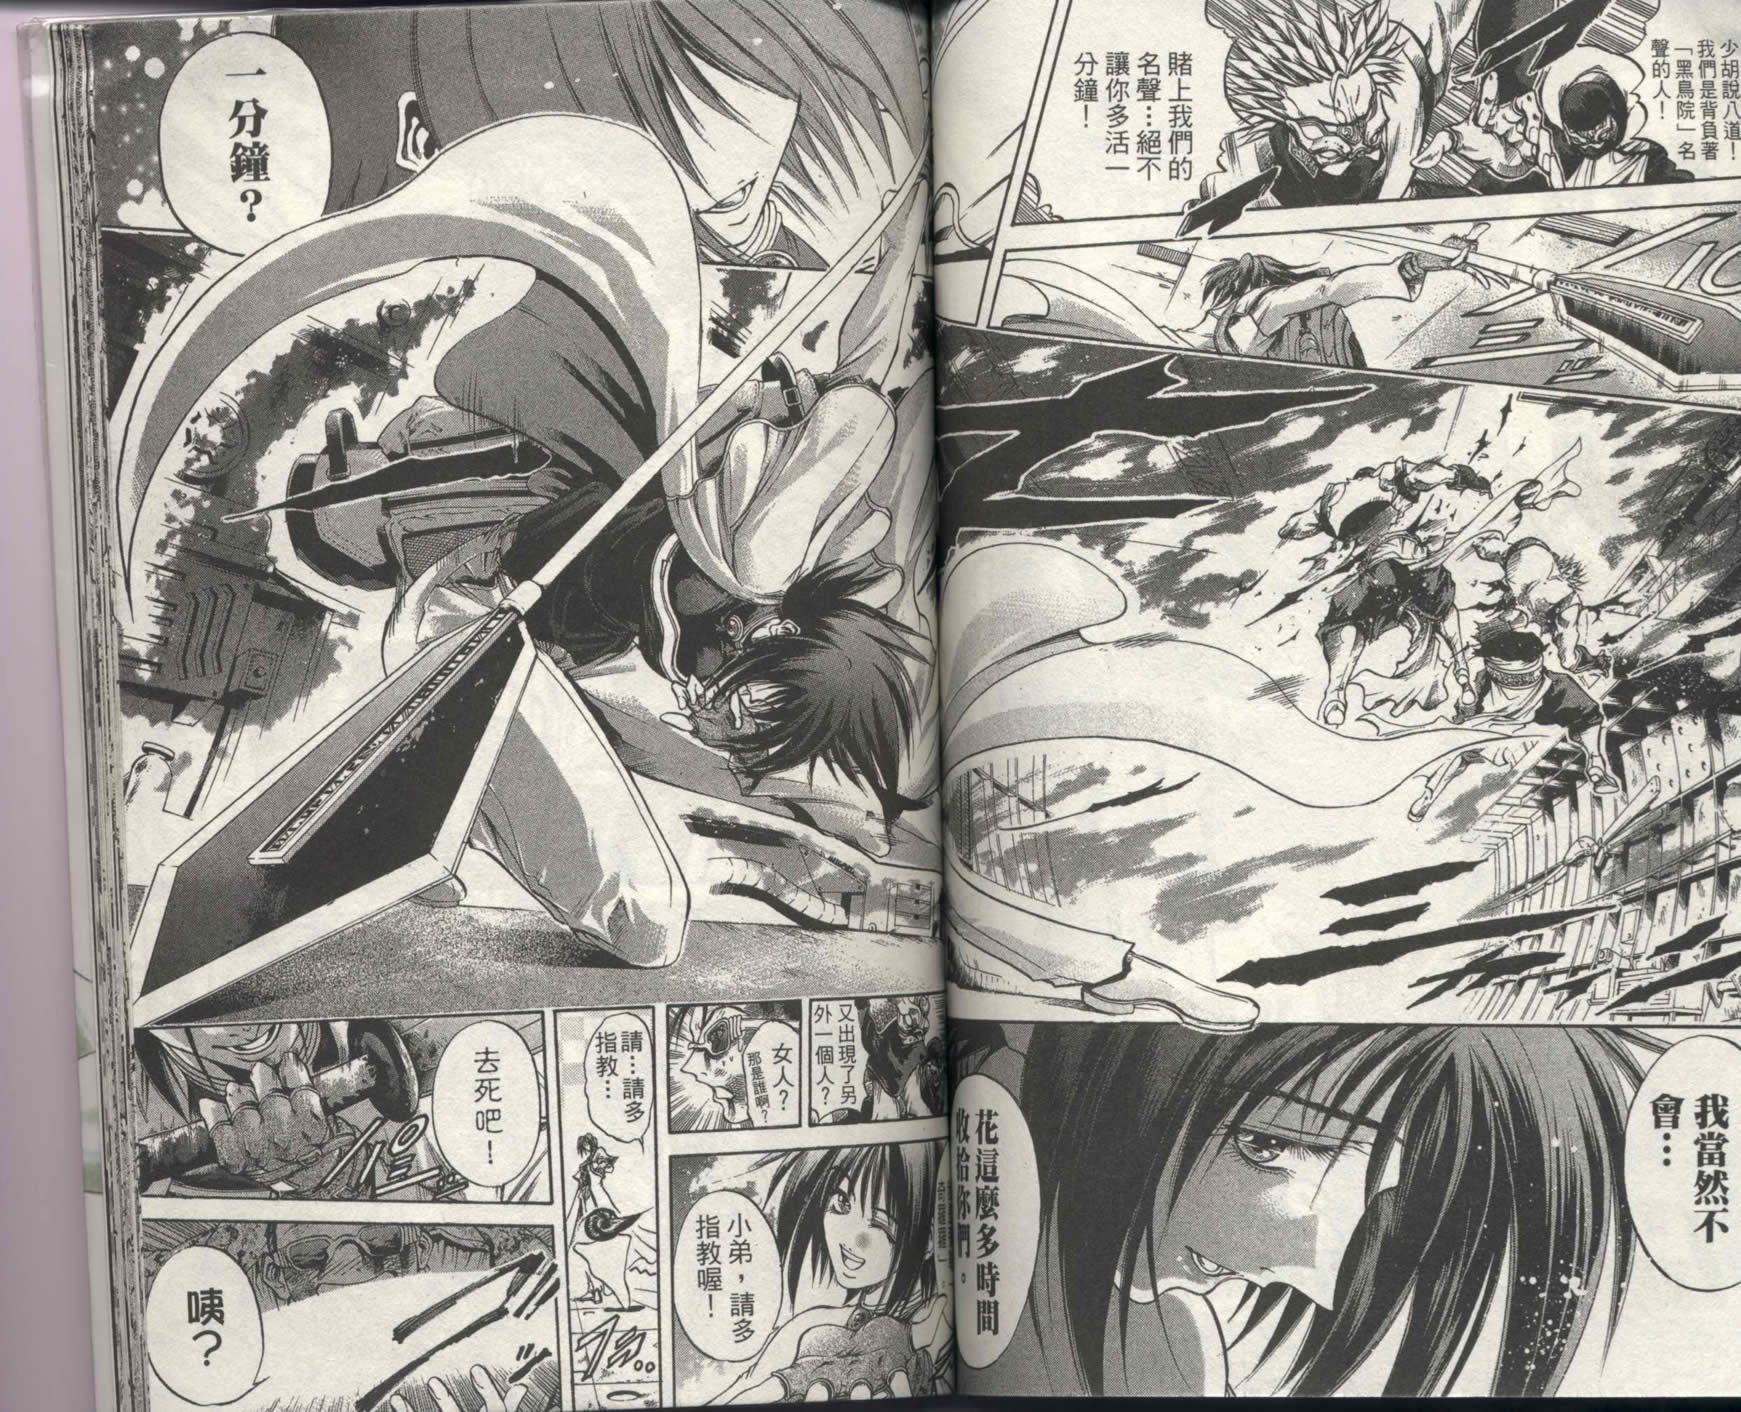 少胡說八道！
我們是背負著
「黑鳥院」名
聲的人！
賭上我們的
名聲…絕不
讓你多活一
分鐘！
我當然不
會…
花這麼多時間
收拾你們。
一分鐘？
又出現了另
外一個人？
女人？
那是誰啊？
小弟，請多
指教喔！
請…請多
指教…
去死吧！
咦？